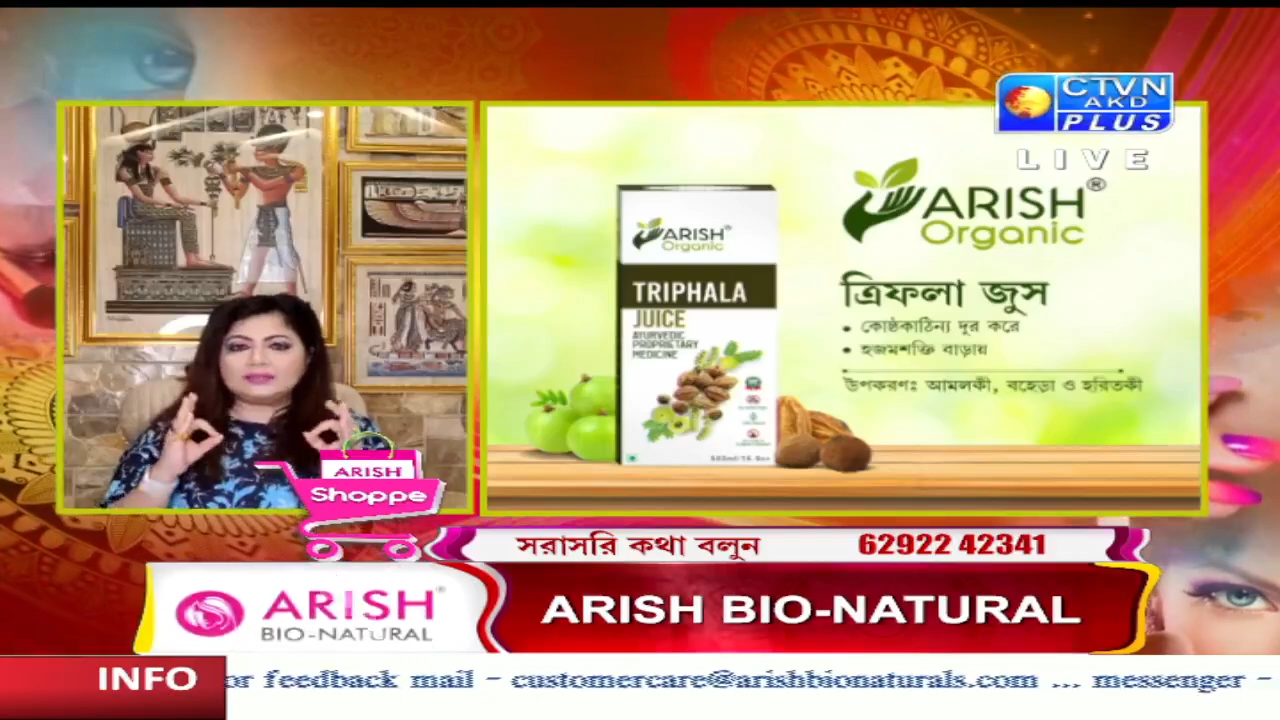 CTVN
AKD
PLUS
LIVE
ARISH®
Organic
ত্রিফলা জুস
• কোষ্ঠকাঠিন্য দুর করে
• হজমশক্তি বাড়ায়
উপকরণঃ আমলকী, বহেড়া ও হরিতকী
ARISH®
Organic
TRIPHALA
JUICE
AYURVEDIC
PROPRIETARY
MEDICINE
ARISH
Shoppe
সরাসরি কথা বলুন 62922 42341
ARISH®
BIO-NATURAL
ARISH BIO-NATURAL
INFO or feedback mail - customercare@arishbionaturals.com ... messenger -